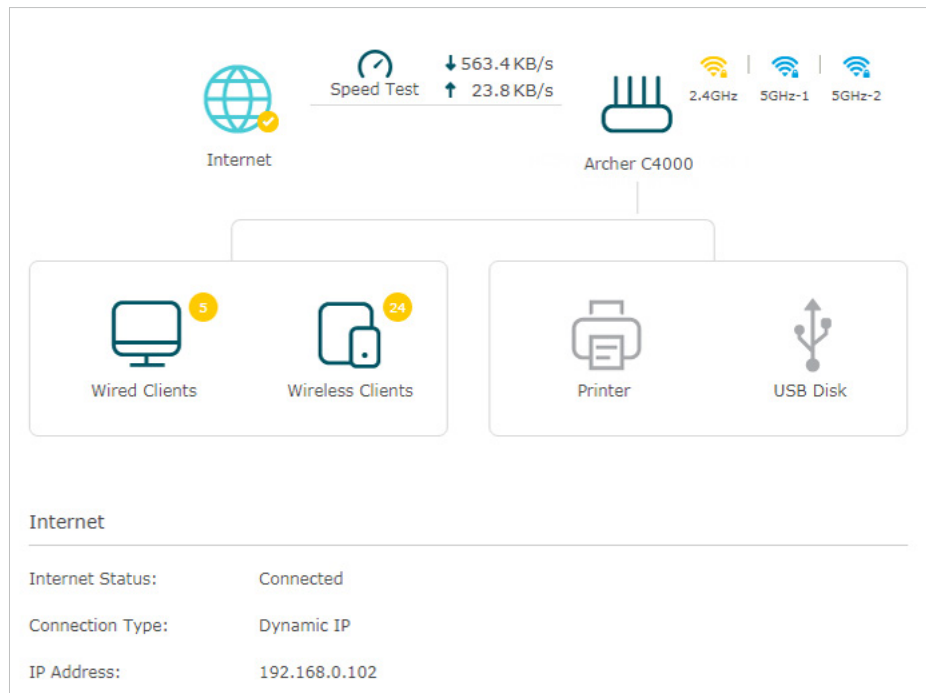 Speed Test
563.4 KB/s
23.8 KB/s
2.4GHz
5GHz-1
5GHz-2
Internet
Archer C4000
5
24
Wired Clients
Wireless Clients
Printer
USB Disk
Internet
Internet Status: Connected
Connection Type: Dynamic IP
IP Address: 192.168.0.102